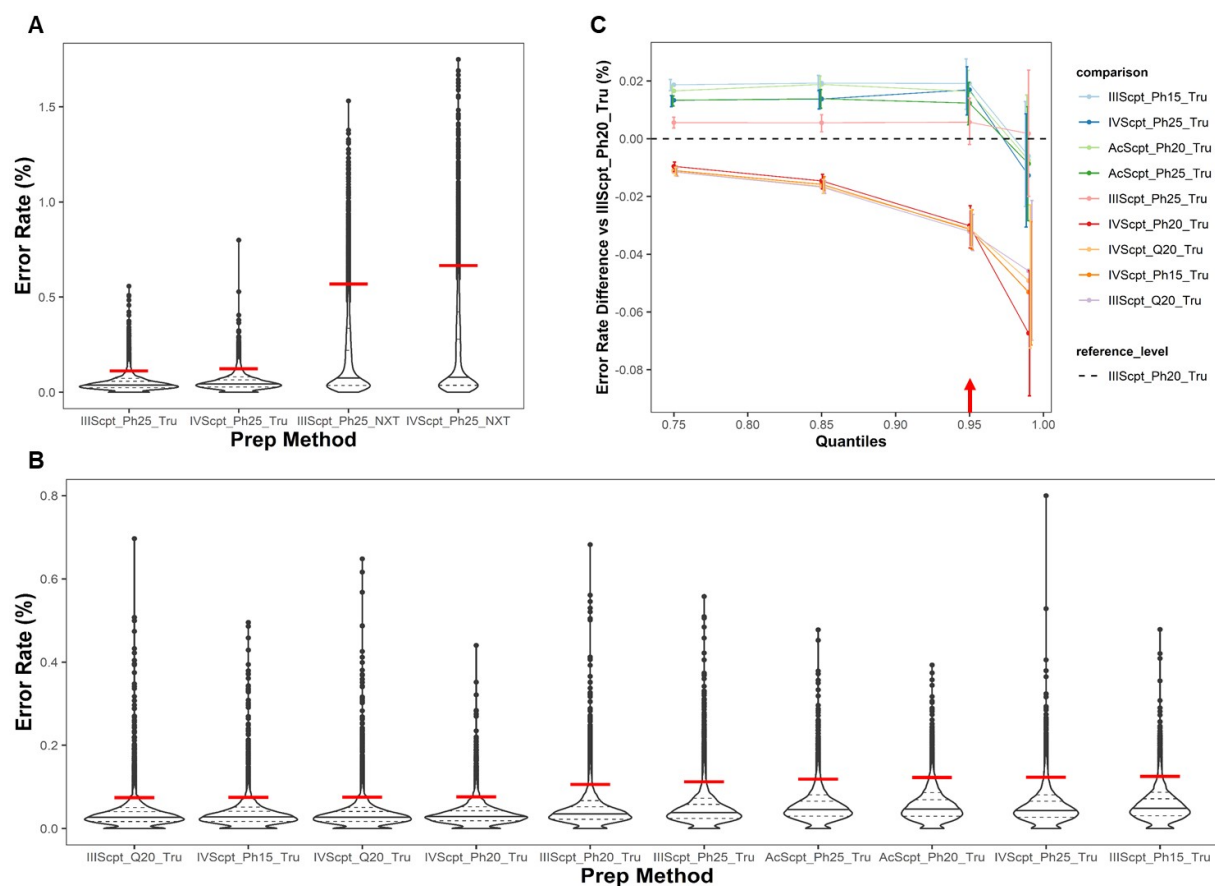 A
Error Rate (%)
1.5
1.0
0.5
0.0
IIIScpt_Ph25_Tru IVScpt_Ph25_Tru IIIScpt_Ph25_NXT IVScpt_Ph25_NXT
Prep Method
C
Error Rate Difference vs IIIScpt_Ph20_Tru (%)
0.02
0.00
-0.02
-0.04
-0.06
-0.08
0.75 0.80 0.85 0.90 0.95 1.00
Quantiles
comparison
IIIScpt_Ph15_Tru
IVScpt_Ph25_Tru
AcScpt_Ph20_Tru
AcScpt_Ph25_Tru
IIIScpt_Ph25_Tru
IVScpt_Ph20_Tru
IVScpt_Q20_Tru
IVScpt_Ph15_Tru
IIIScpt_Q20_Tru
reference_level
IIIScpt_Ph20_Tru
B
Error Rate (%)
0.8
0.6
0.4
0.2
0.0
IIIScpt_Q20_Tru IVScpt_Ph15_Tru IVScpt_Q20_Tru IVScpt_Ph20_Tru IIIScpt_Ph20_Tru IIIScpt_Ph25_Tru AcScpt_Ph25_Tru AcScpt_Ph20_Tru IVScpt_Ph25_Tru IIIScpt_Ph15_Tru
Prep Method